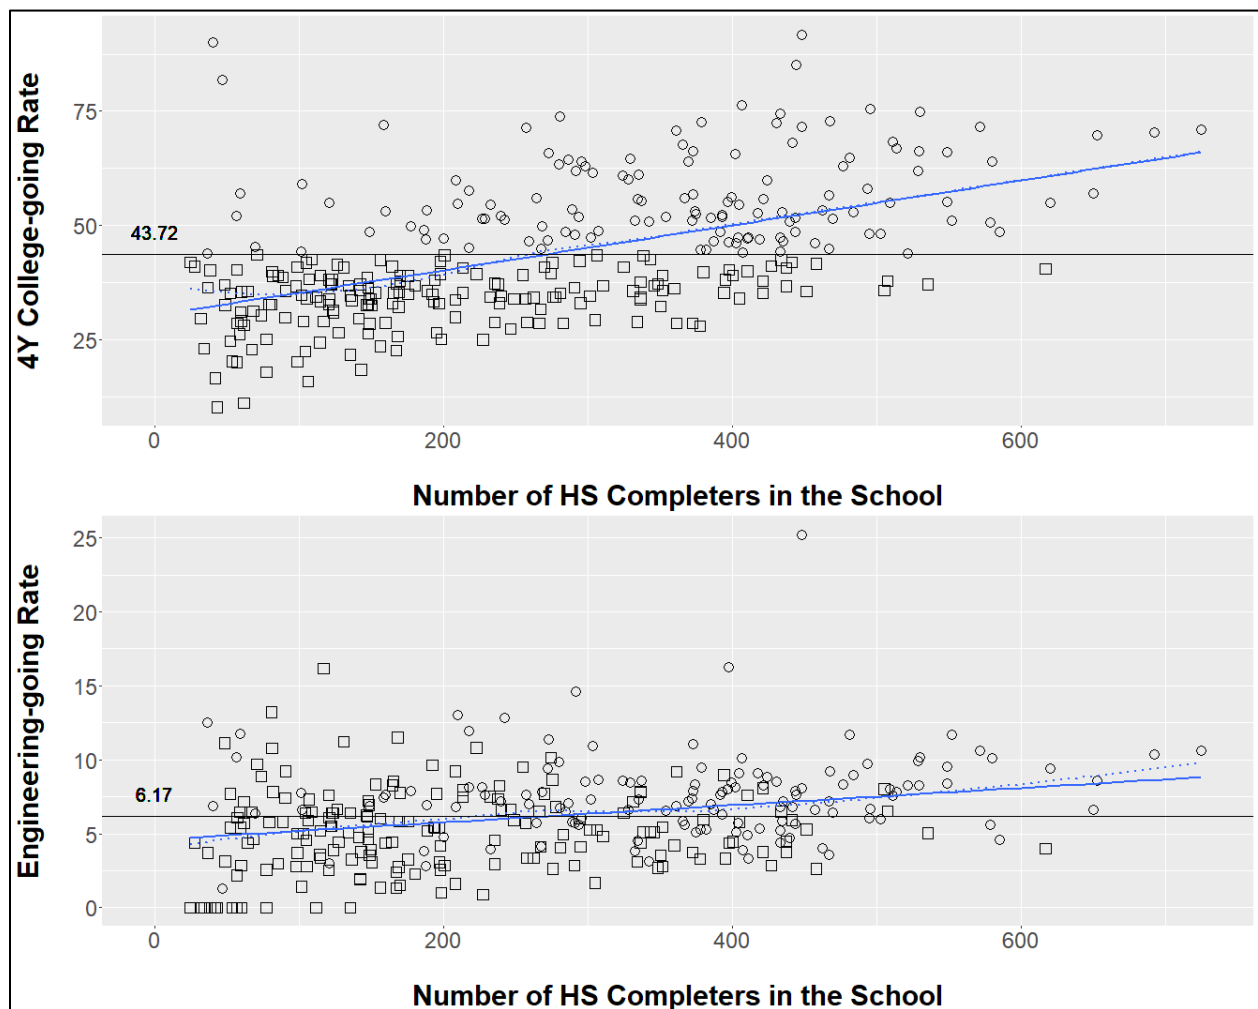 4Y College-going Rate
75
50
43.72
25
0 200 400 600
Number of HS Completers in the School
Engineering-going Rate
25
20
15
10
6.17
5
0
0 200 400 600
Number of HS Completers in the School